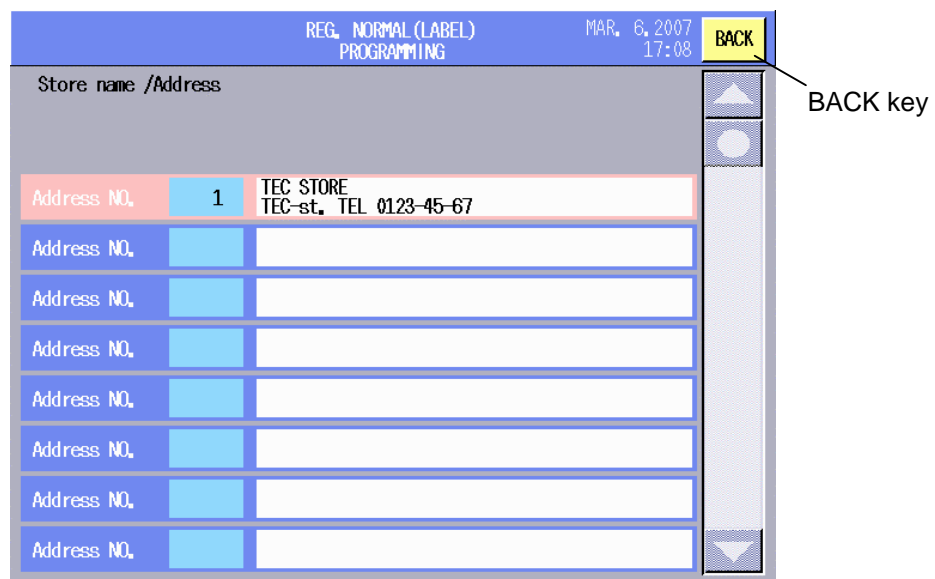 REG. NORMAL(LABEL)
PROGRAMMING
MAR. 6.2007
17:08
BACK
BACK key
Store name /Address
Address NO. 1 TEC STORE
TEC-st. TEL 0123-45-67
Address NO.
Address NO.
Address NO.
Address NO.
Address NO.
Address NO.
Address NO.